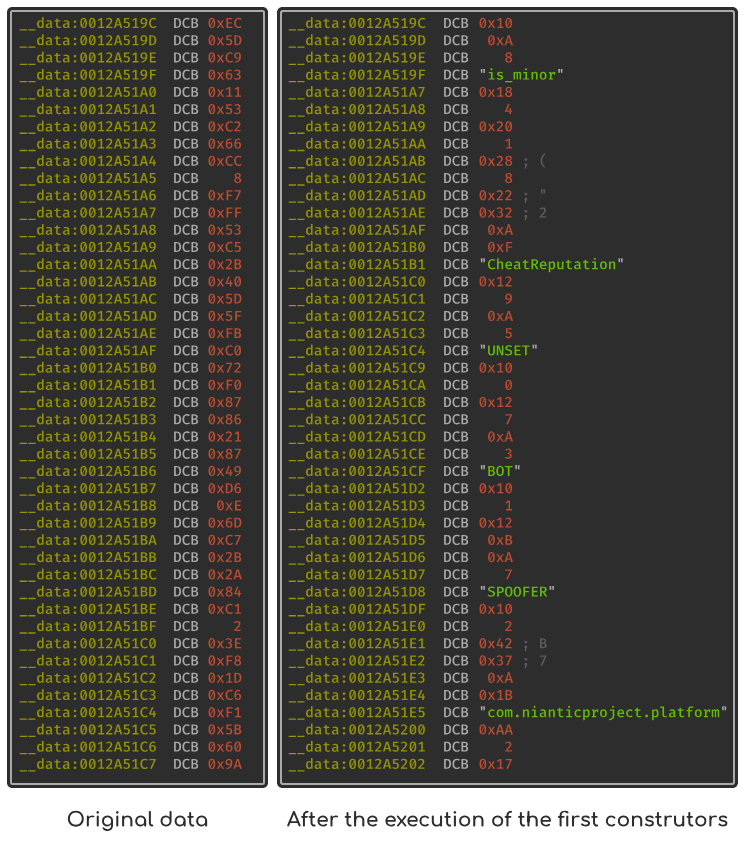 __data:0012A519C DCB 0xEC
__data:0012A519D DCB 0x5D
__data:0012A519E DCB 0xC9
__data:0012A519F DCB 0x63
__data:0012A51A0 DCB 0x11
__data:0012A51A1 DCB 0x53
__data:0012A51A2 DCB 0xC2
__data:0012A51A3 DCB 0x66
__data:0012A51A4 DCB 0xCC
__data:0012A51A5 DCB 8
__data:0012A51A6 DCB 0xF7
__data:0012A51A7 DCB 0xFF
__data:0012A51A8 DCB 0x53
__data:0012A51A9 DCB 0xC5
__data:0012A51AA DCB 0x2B
__data:0012A51AB DCB 0x40
__data:0012A51AC DCB 0x5D
__data:0012A51AD DCB 0x5F
__data:0012A51AE DCB 0xFB
__data:0012A51AF DCB 0xC0
__data:0012A51B0 DCB 0x72
__data:0012A51B1 DCB 0xF0
__data:0012A51B2 DCB 0x87
__data:0012A51B3 DCB 0x86
__data:0012A51B4 DCB 0x21
__data:0012A51B5 DCB 0x87
__data:0012A51B6 DCB 0x49
__data:0012A51B7 DCB 0xD6
__data:0012A51B8 DCB 0xE
__data:0012A51B9 DCB 0x6D
__data:0012A51BA DCB 0xC7
__data:0012A51BB DCB 0x2B
__data:0012A51BC DCB 0x2A
__data:0012A51BD DCB 0x84
__data:0012A51BE DCB 0xC1
__data:0012A51BF DCB 2
__data:0012A51C0 DCB 0x3E
__data:0012A51C1 DCB 0xF8
__data:0012A51C2 DCB 0x1D
__data:0012A51C3 DCB 0xC6
__data:0012A51C4 DCB 0xF1
__data:0012A51C5 DCB 0x5B
__data:0012A51C6 DCB 0x60
__data:0012A51C7 DCB 0x9A
Original data
__data:0012A519C DCB 0x10
__data:0012A519D DCB 0xA
__data:0012A519E DCB 8
__data:0012A519F DCB "is_minor"
__data:0012A51A7 DCB 0x18
__data:0012A51A8 DCB 4
__data:0012A51A9 DCB 0x20
__data:0012A51AA DCB 1
__data:0012A51AB DCB 0x28 ; (
__data:0012A51AC DCB 8
__data:0012A51AD DCB 0x22 ; "
__data:0012A51AE DCB 0x32 ; 2
__data:0012A51AF DCB 0xA
__data:0012A51B0 DCB 0xF
__data:0012A51B1 DCB "CheatReputation"
__data:0012A51C0 DCB 0x12
__data:0012A51C1 DCB 9
__data:0012A51C2 DCB 0xA
__data:0012A51C3 DCB 5
__data:0012A51C4 DCB "UNSET"
__data:0012A51C9 DCB 0x10
__data:0012A51CA DCB 0
__data:0012A51CB DCB 0x12
__data:0012A51CC DCB 7
__data:0012A51CD DCB 0xA
__data:0012A51CE DCB 3
__data:0012A51CF DCB "BOT"
__data:0012A51D2 DCB 0x10
__data:0012A51D3 DCB 1
__data:0012A51D4 DCB 0x12
__data:0012A51D5 DCB 0xB
__data:0012A51D6 DCB 0xA
__data:0012A51D7 DCB 7
__data:0012A51D8 DCB "SPOOFER"
__data:0012A51DF DCB 0x10
__data:0012A51E0 DCB 2
__data:0012A51E1 DCB 0x42 ; B
__data:0012A51E2 DCB 0x37 ; 7
__data:0012A51E3 DCB 0xA
__data:0012A51E4 DCB 0x1B
__data:0012A51E5 DCB "com.nianticproject.platform"
__data:0012A5200 DCB 0xAA
__data:0012A5201 DCB 2
__data:0012A5202 DCB 0x17
After the execution of the first construtors